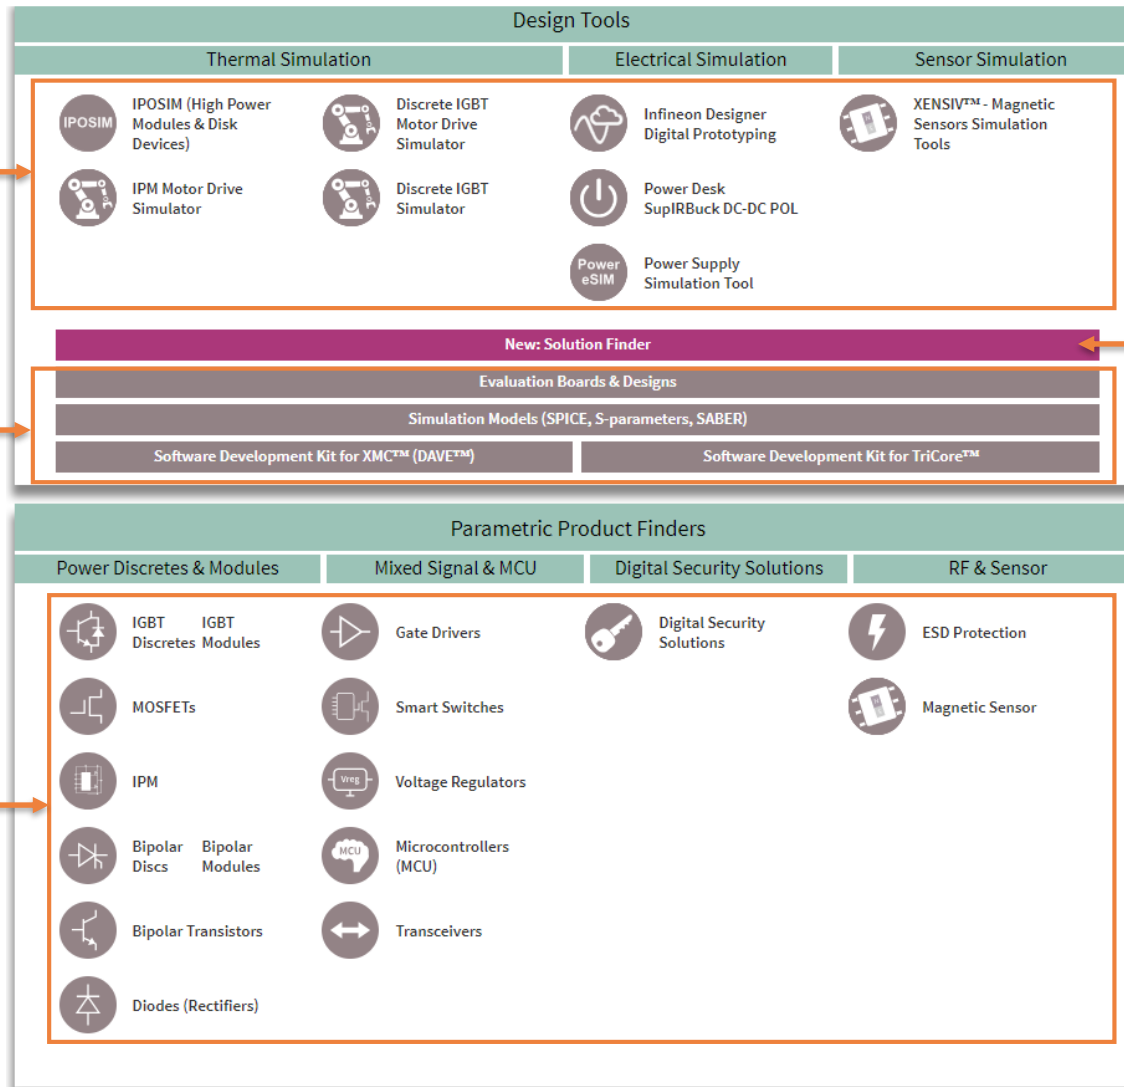 Design Tools
Thermal Simulation
Electrical Simulation
Sensor Simulation
IPOSIM
IPOSIM (High Power
Modules & Disk
Devices)
Discrete IGBT
Motor Drive
Simulator
Infineon Designer
Digital Prototyping
XENSIV™ - Magnetic
Sensors Simulation
Tools
IPM Motor Drive
Simulator
Discrete IGBT
Simulator
Power Desk
SupIRBuck DC-DC POL
Power
eSIM
Power Supply
Simulation Tool
New: Solution Finder
Evaluation Boards & Designs
Simulation Models (SPICE, S-parameters, SABER)
Software Development Kit for XMC™ (DAVE™)
Software Development Kit for TriCore™
Parametric Product Finders
Power Discretes & Modules
Mixed Signal & MCU
Digital Security Solutions
RF & Sensor
IGBT
Discretes
IGBT
Modules
Gate Drivers
Digital Security
Solutions
ESD Protection
MOSFETs
Smart Switches
Magnetic Sensor
IPM
Vreg
Voltage Regulators
Bipolar
Discs
Bipolar
Modules
MCU
Microcontrollers
(MCU)
Bipolar Transistors
Transceivers
Diodes (Rectifiers)